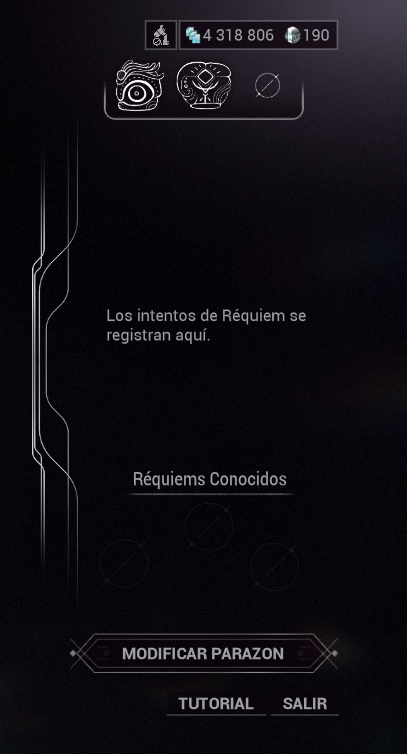 4 318 806 190
Los intentos de Réquiem se
registran aquí.
Réquiems Conocidos
MODIFICAR PARAZON
TUTORIAL SALIR